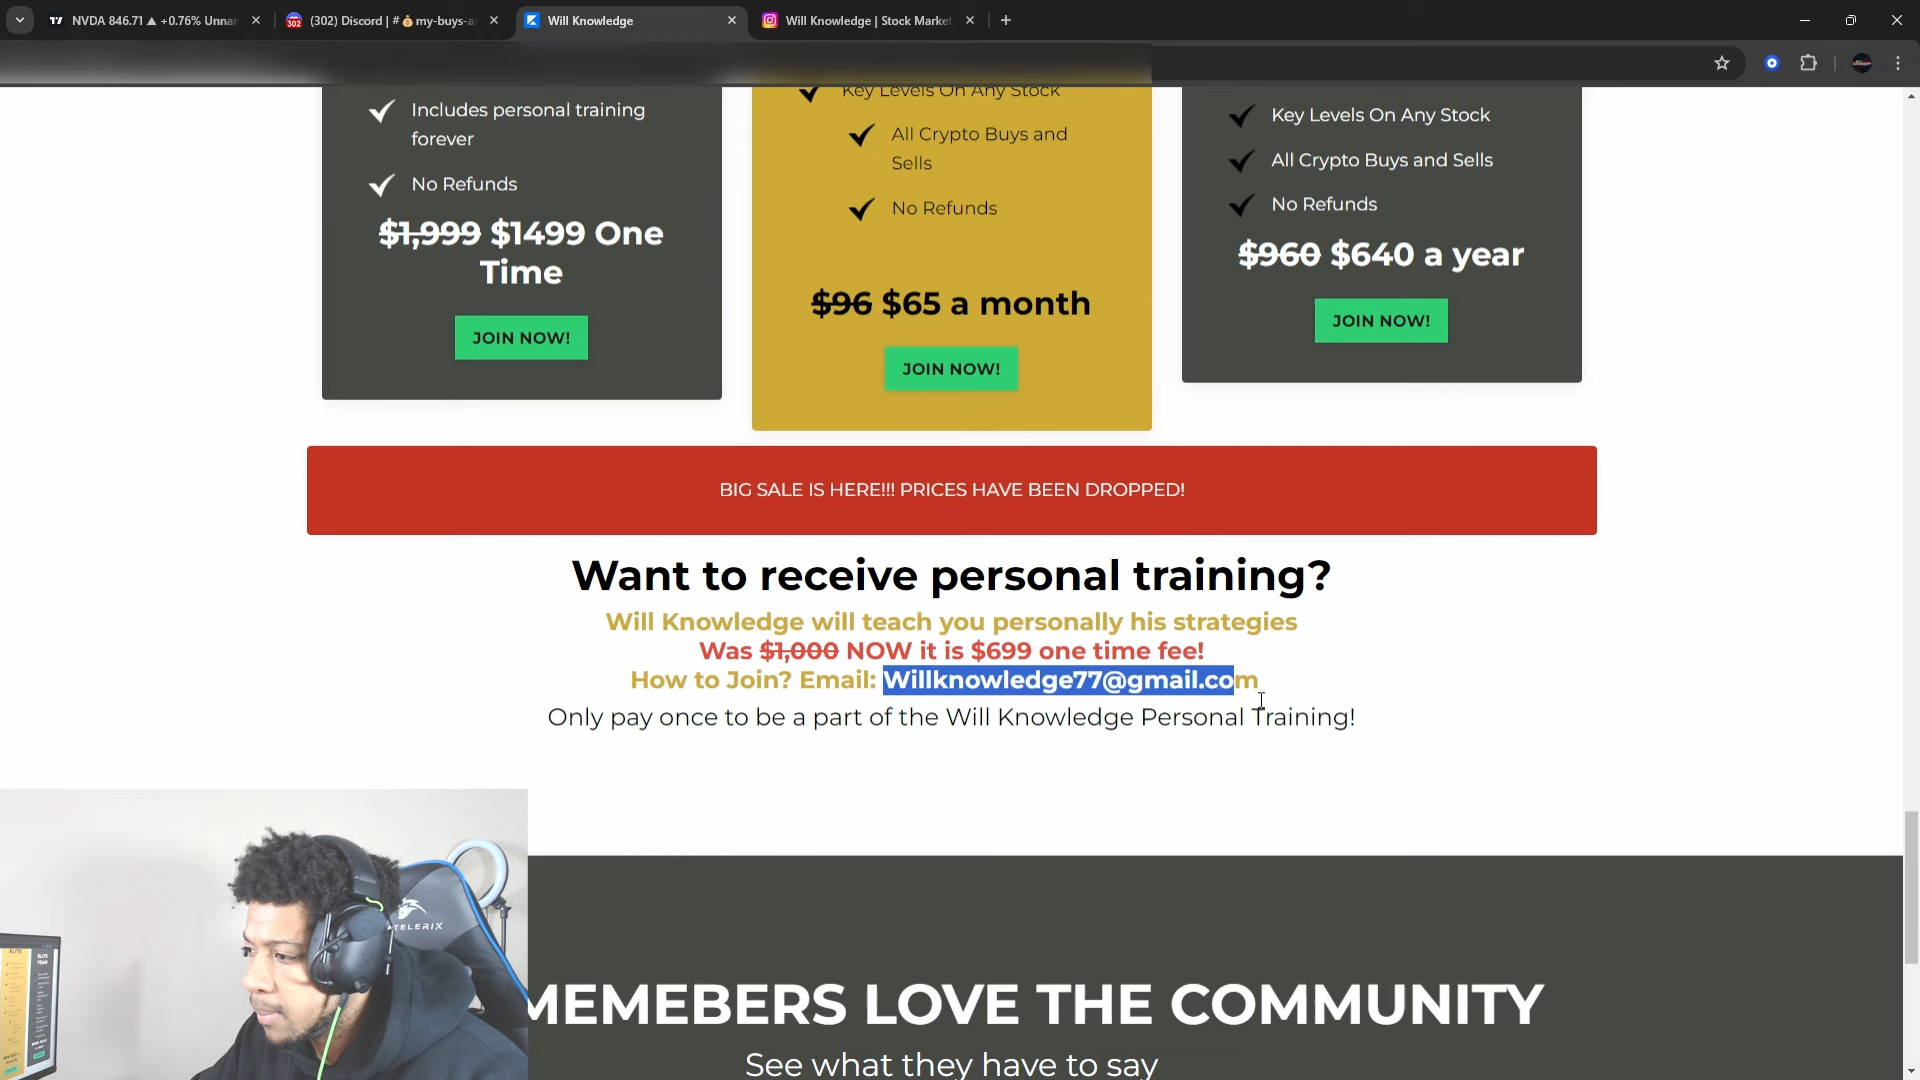 NVDA 846.71 ▲ +0.76% Unnar
(302) Discord | # 💰my-buys-a
Will Knowledge
Will Knowledge | Stock Market
Includes personal training
forever
No Refunds
$1,999 $1499 One
Time
JOIN NOW!
Key Levels On Any Stock
All Crypto Buys and
Sells
No Refunds
$96 $65 a month
JOIN NOW!
Key Levels On Any Stock
All Crypto Buys and Sells
No Refunds
$960 $640 a year
JOIN NOW!
BIG SALE IS HERE!!! PRICES HAVE BEEN DROPPED!
Want to receive personal training?
Will Knowledge will teach you personally his strategies
Was $1,000 NOW it is $699 one time fee!
How to Join? Email: Willknowledge77@gmail.com
Only pay once to be a part of the Will Knowledge Personal Training!
TELERIX
MEMEBERS LOVE THE COMMUNITY
See what they have to say